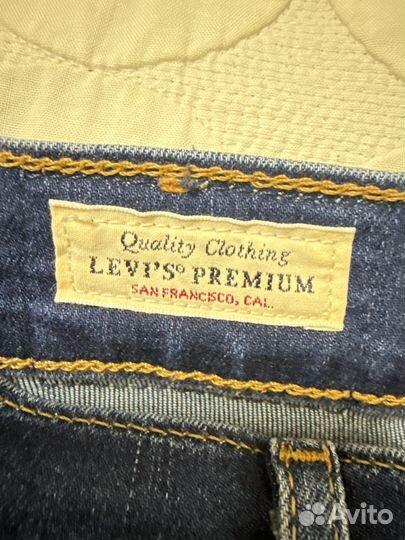 Quality Clothing
LEVI'S® PREMIUM
SAN FRANCISCO, CAL.
Avito